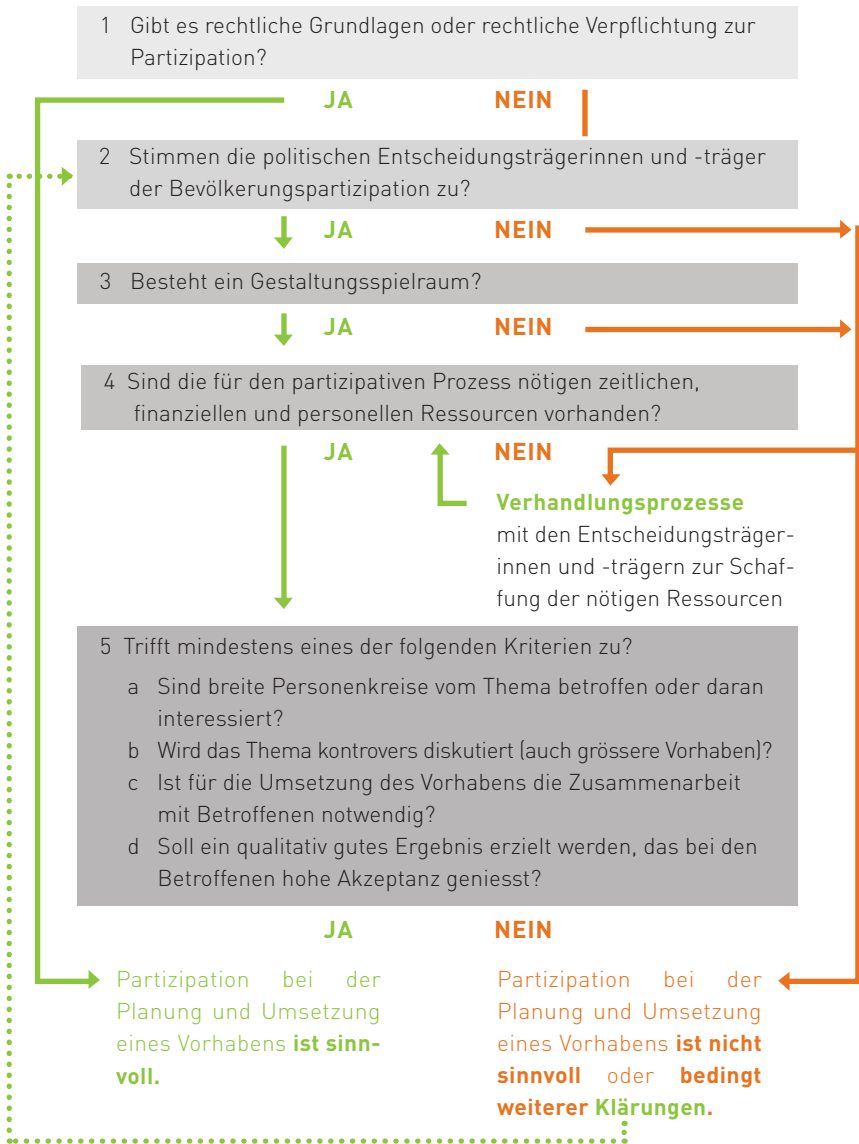 1 Gibt es rechtliche Grundlagen oder rechtliche Verpflichtung zur
Partizipation?
JA NEIN
2 Stimmen die politischen Entscheidungsträgerinnen und -träger
der Bevölkerungspartizipation zu?
JA NEIN
3 Besteht ein Gestaltungsspielraum?
JA NEIN
4 Sind die für den partizipativen Prozess nötigen zeitlichen,
finanziellen und personellen Ressourcen vorhanden?
JA NEIN
Verhandlungsprozesse
mit den Entscheidungsträger-
innen und -trägern zur Schaf-
fung der nötigen Ressourcen
5 Trifft mindestens eines der folgenden Kriterien zu?
a Sind breite Personenkreise vom Thema betroffen oder daran
interessiert?
b Wird das Thema kontrovers diskutiert (auch grössere Vorhaben)?
c Ist für die Umsetzung des Vorhabens die Zusammenarbeit
mit Betroffenen notwendig?
d Soll ein qualitativ gutes Ergebnis erzielt werden, das bei den
Betroffenen hohe Akzeptanz geniesst?
JA NEIN
Partizipation bei der
Planung und Umsetzung
eines Vorhabens ist sinn-
voll.
Partizipation bei der
Planung und Umsetzung
eines Vorhabens ist nicht
sinnvoll oder bedingt
weiterer Klärungen.